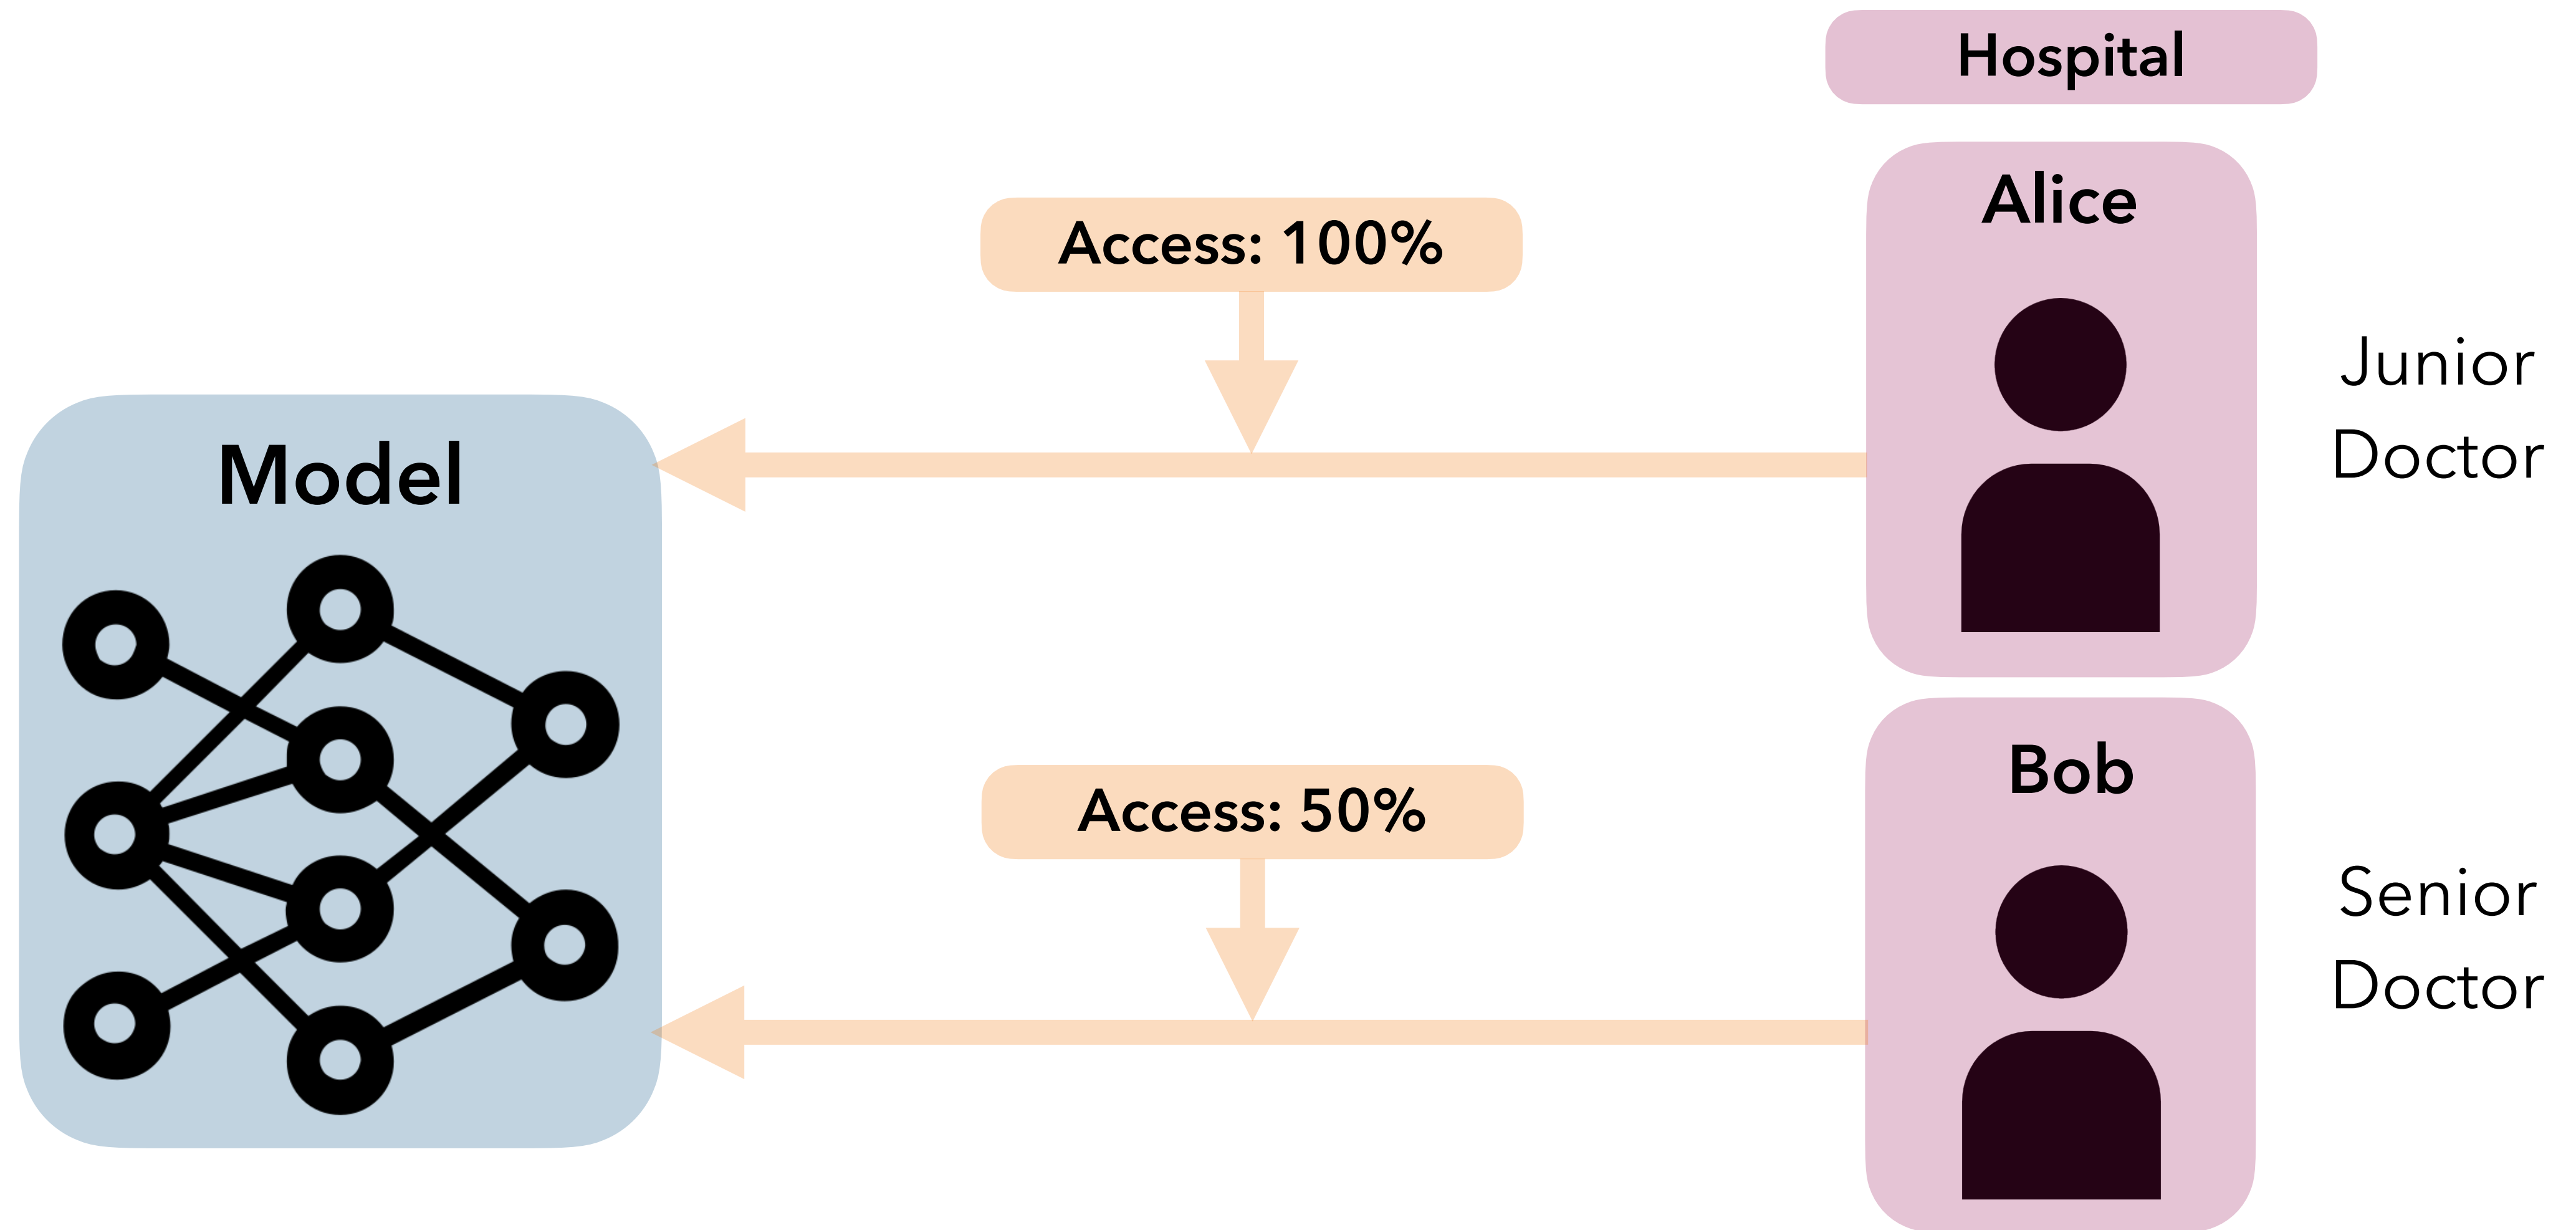 Hospital
Alice
Access: 100%
Junior
Doctor
Model
Bob
Access: 50%
Senior
Doctor